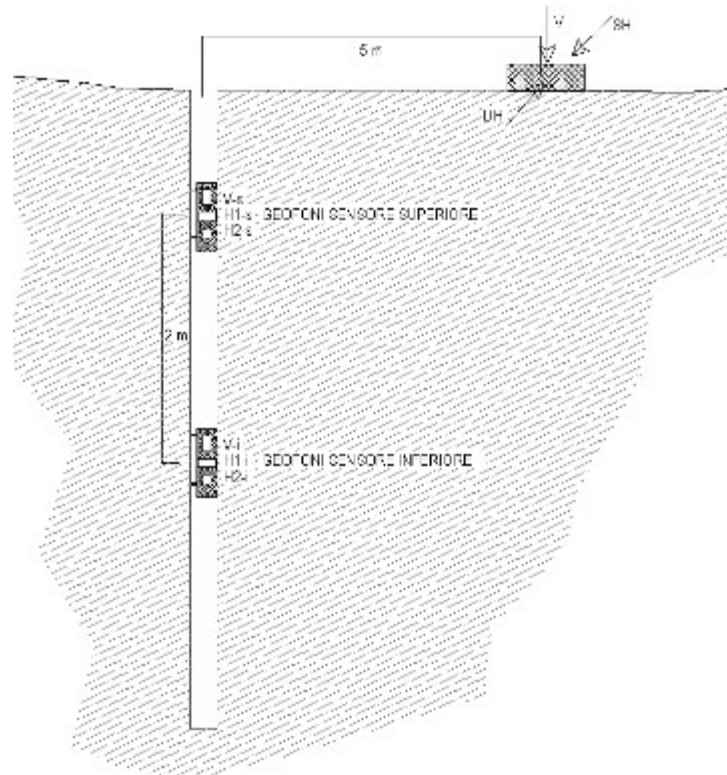 V
SH
5 m
UH
V-s
H1-s GEOFONI SENSORE SUPERIORE
H2-s
2 m
V-i
H1-i GEOFONI SENSORE INFERIORE
H2-i